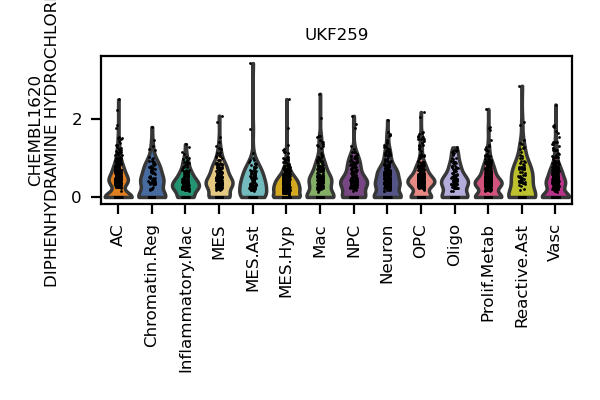 UKF259
CHEMBL1620
DIPHENHYDRAMINE HYDROCHLOR
2
0
AC
Chromatin.Reg
Inflammatory.Mac
MES
MES.Ast
MES.Hyp
Mac
NPC
Neuron
OPC
Oligo
Prolif.Metab
Reactive.Ast
Vasc